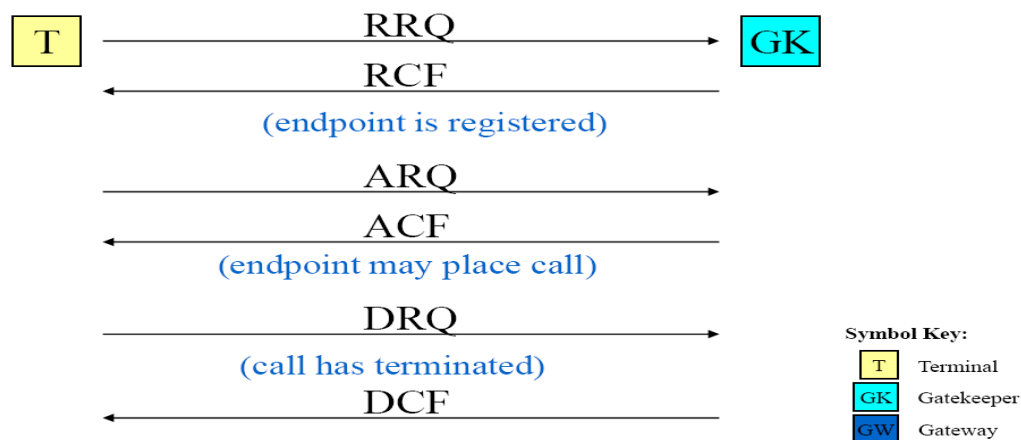 T
RRQ
GK
RCF
(endpoint is registered)
ARQ
ACF
(endpoint may place call)
DRQ
(call has terminated)
DCF
Symbol Key:
T Terminal
GK Gatekeeper
GW Gateway